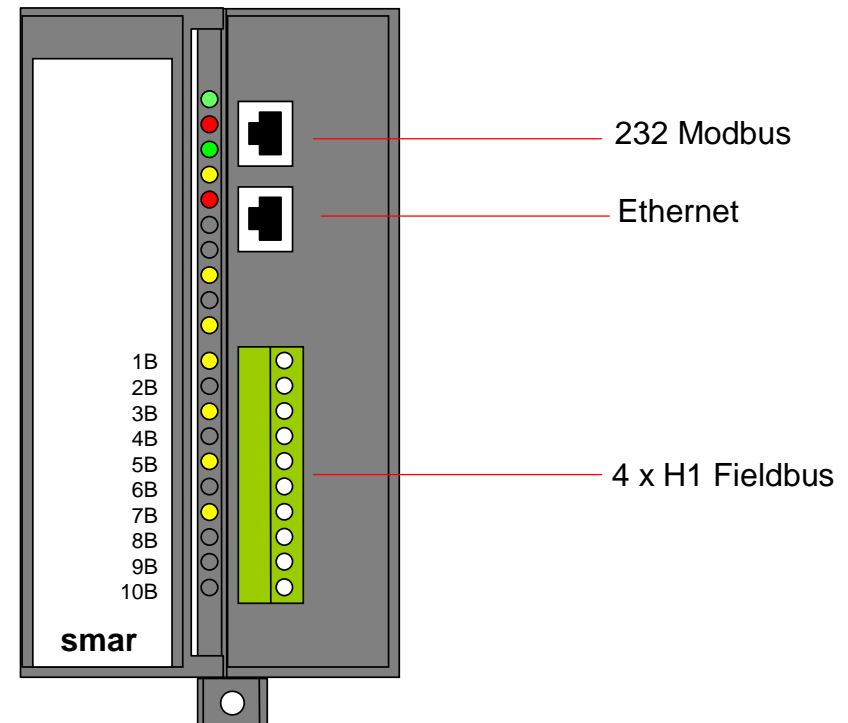 232 Modbus
Ethernet
1B
2B
3B
4B
5B
4 x H1 Fieldbus
6B
7B
8B
9B
10B
smar